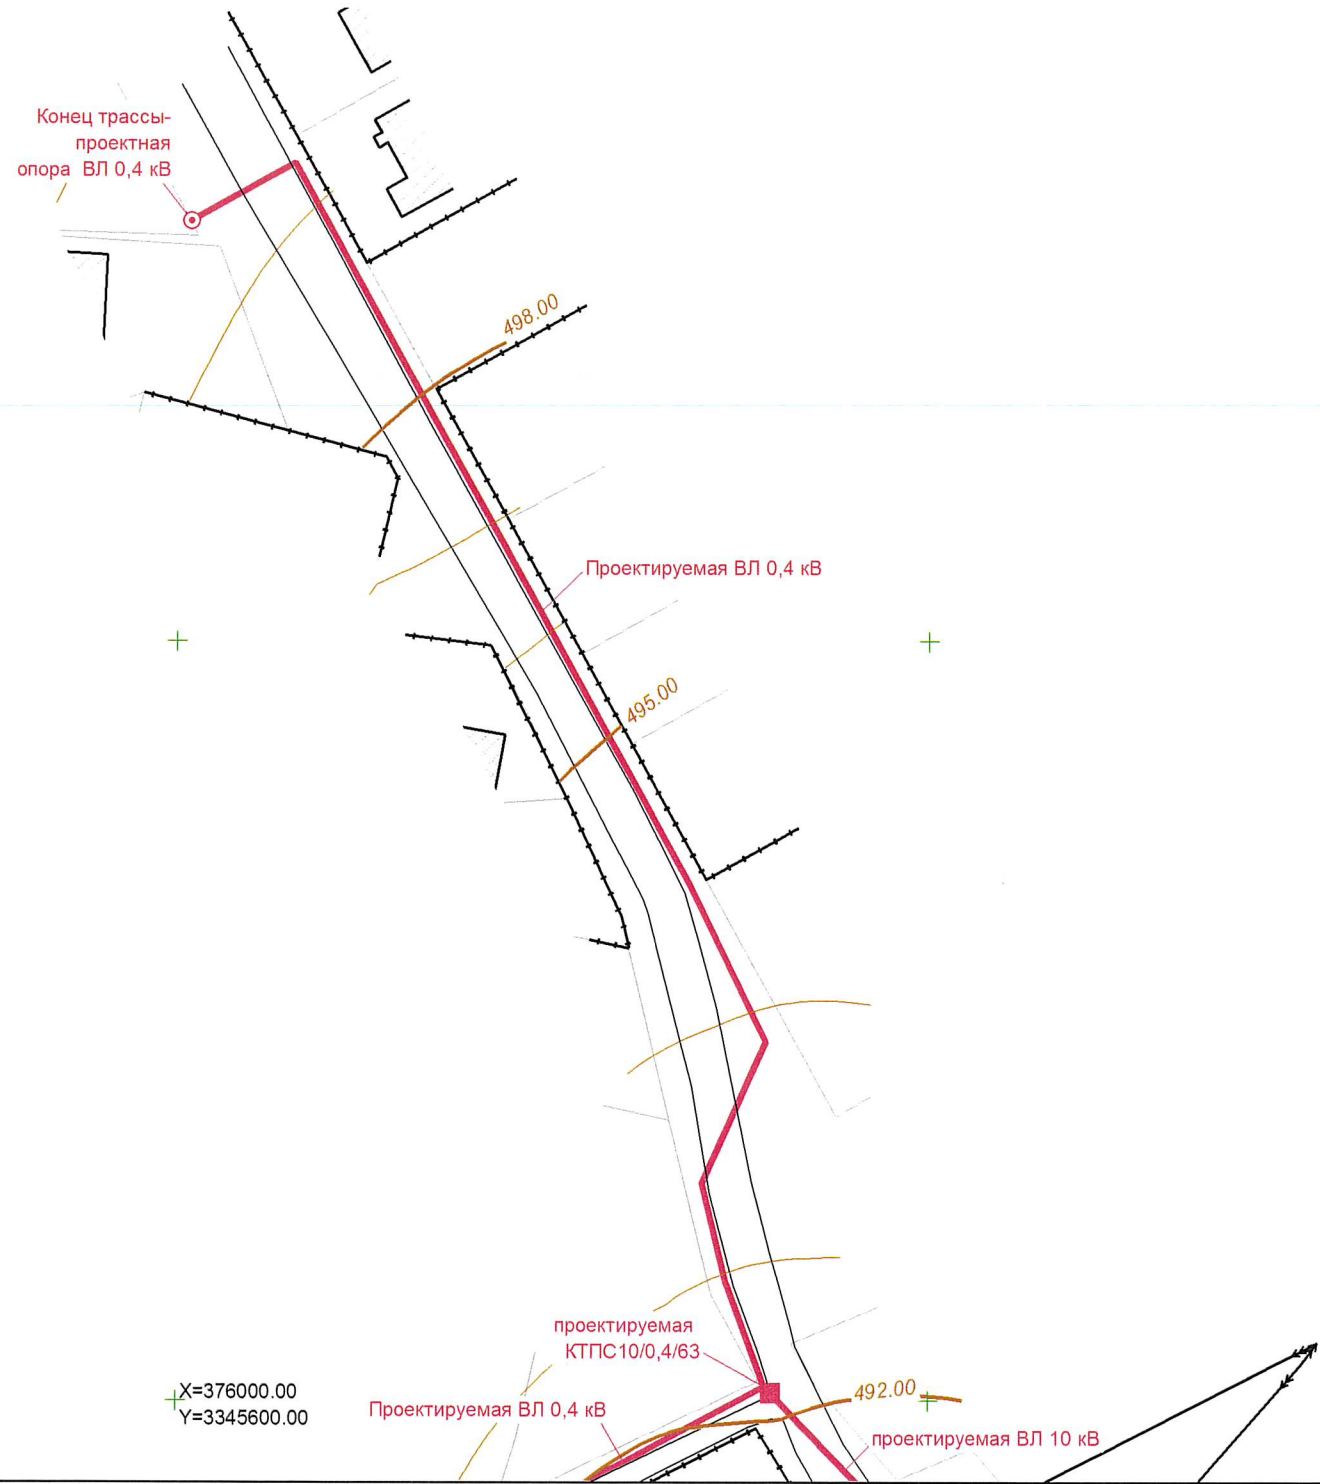 Конец трассы-
проектная
опора ВЛ 0,4 кВ
498.00
Проектируемая ВЛ 0,4 кВ
495.00
проектируемая
КТПС10/0,4/63
X=376000.00
Y=3345600.00
Проектируемая ВЛ 0,4 кВ
492.00
проектируемая ВЛ 10 кВ